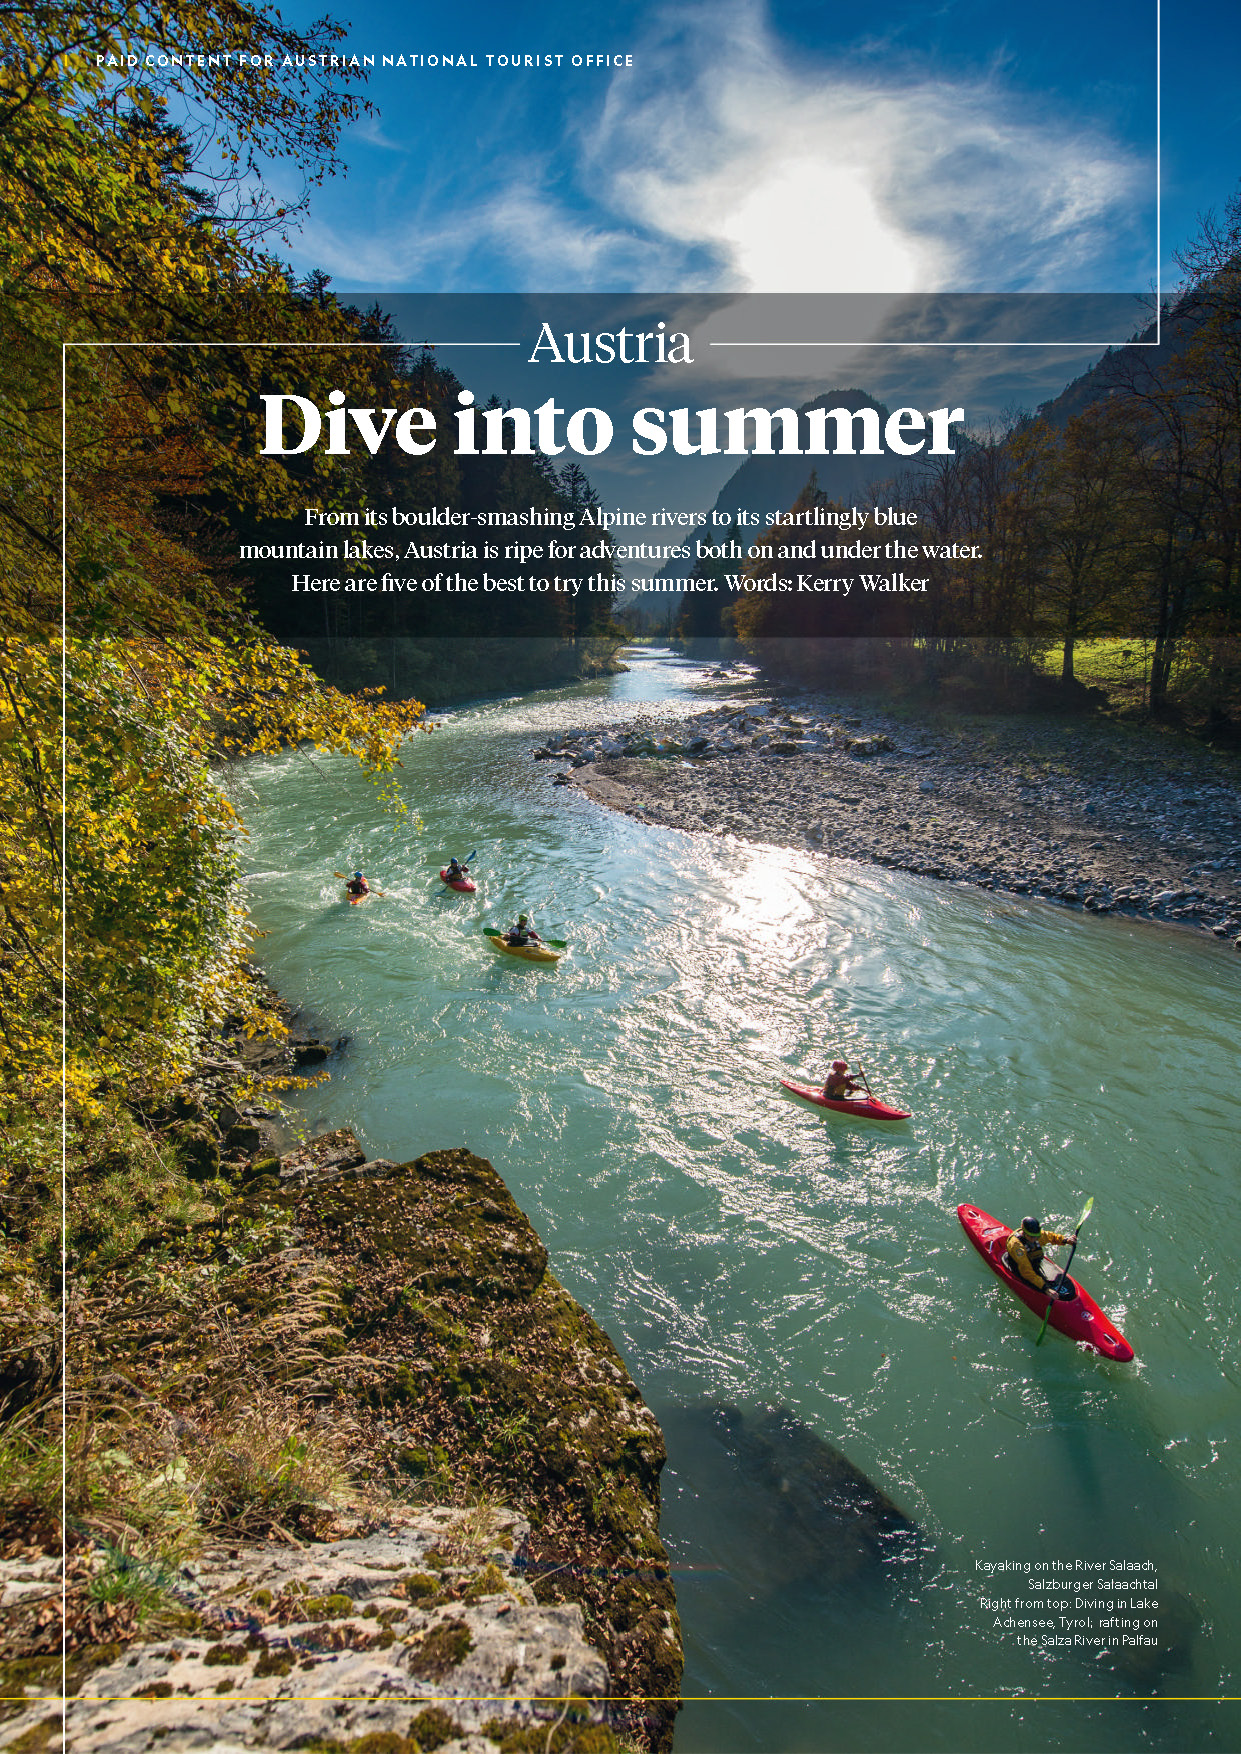 PAID CONTENT FOR AUSTRIAN NATIONAL TOURIST OFFICE
Austria
Dive into summer
From its boulder-smashing Alpine rivers to its startlingly blue
mountain lakes, Austria is ripe for adventures both on and under the water.
Here are five of the best to try this summer. Words: Kerry Walker
Kayaking on the River Salaach,
Salzburger Salaachtal
Right from top: Diving in Lake
Achensee, Tyrol; rafting on
the Salza River in Palfau